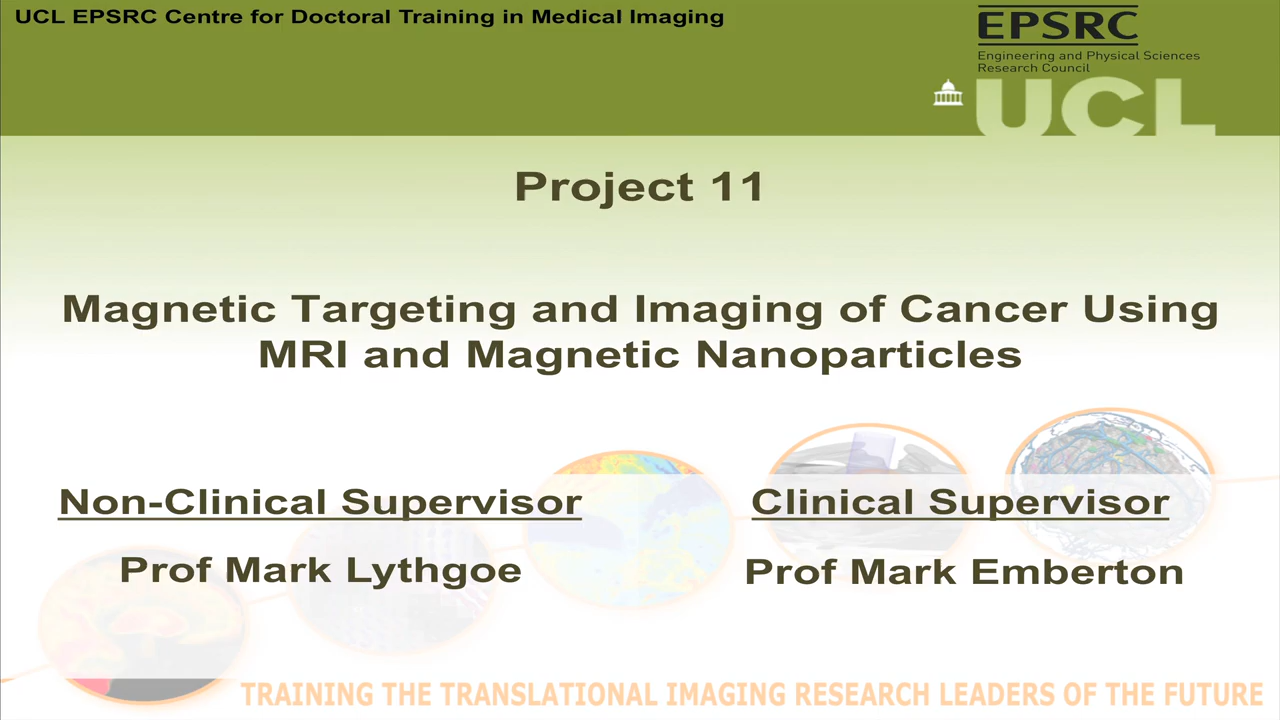 UCL EPSRC Centre for Doctoral Training in Medical Imaging
EPSRC
Engineering and Physical Sciences
Research Council
UCL
Project 11
Magnetic Targeting and Imaging of Cancer Using
MRI and Magnetic Nanoparticles
Non-Clinical Supervisor
Prof Mark Lythgoe
Clinical Supervisor
Prof Mark Emberton
TRAINING THE TRANSLATIONAL IMAGING RESEARCH LEADERS OF THE FUTURE